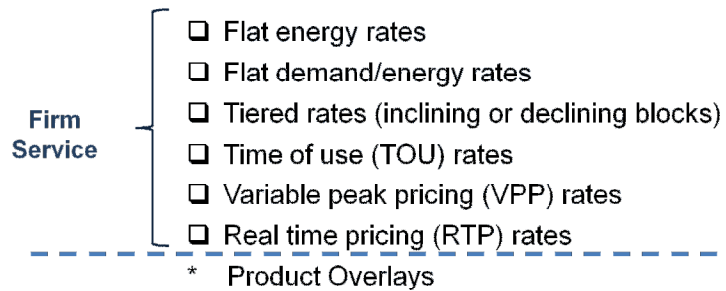 Flat energy rates
Flat demand/energy rates
Tiered rates (inclining or declining blocks)
Firm
Service
Time of use (TOU) rates
Variable peak pricing (VPP) rates
Real time pricing (RTP) rates
* Product Overlays